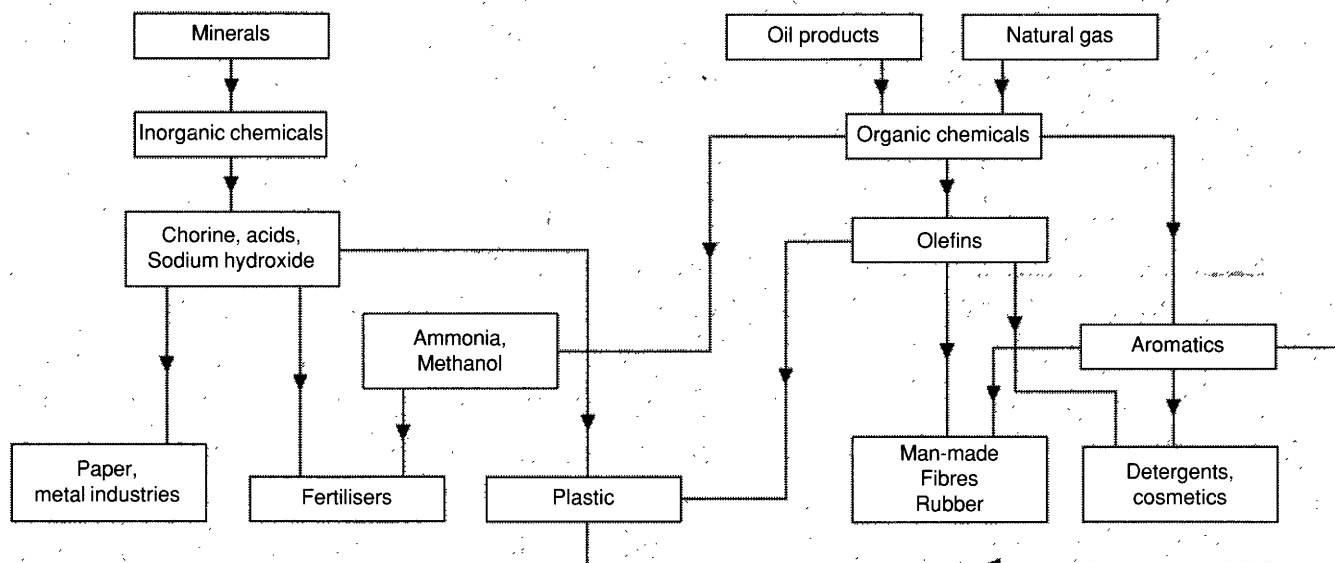 Minerals
Oil products
Natural gas
Inorganic chemicals
Organic chemicals
Chorine, acids,
Sodium hydroxide
Olefins
Ammonia,
Methanol
Aromatics
Paper,
metal industries
Fertilisers
Plastic
Man-made
Fibres
Rubber
Detergents,
cosmetics